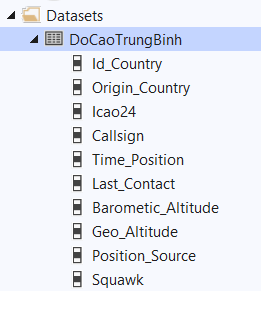 Datasets
DoCaoTrungBinh
Id_Country
Origin_Country
Icao24
Callsign
Time_Position
Last_Contact
Barometic_Altitude
Geo_Altitude
Position_Source
Squawk